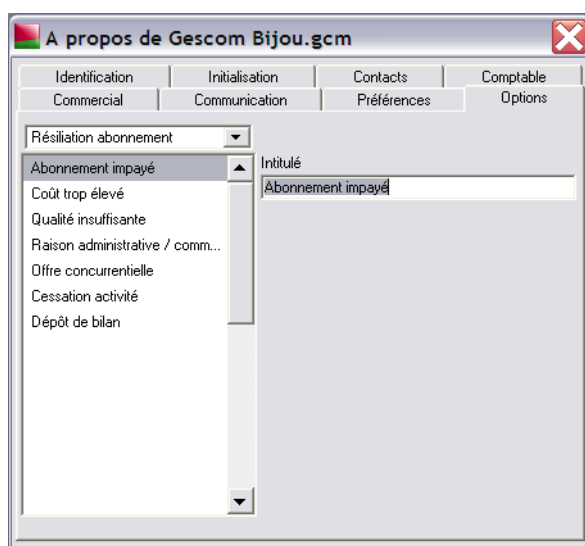 A propos de Gescom Bijou.gcm
Identification Initialisation Contacts Comptable
Commercial Communication Préférences Options
Résiliation abonnement
Abonnement impayé
Coût trop élevé
Qualité insuffisante
Raison administrative / comm...
Offre concurrentielle
Cessation activité
Dépôt de bilan
Intitulé
Abonnement impayé